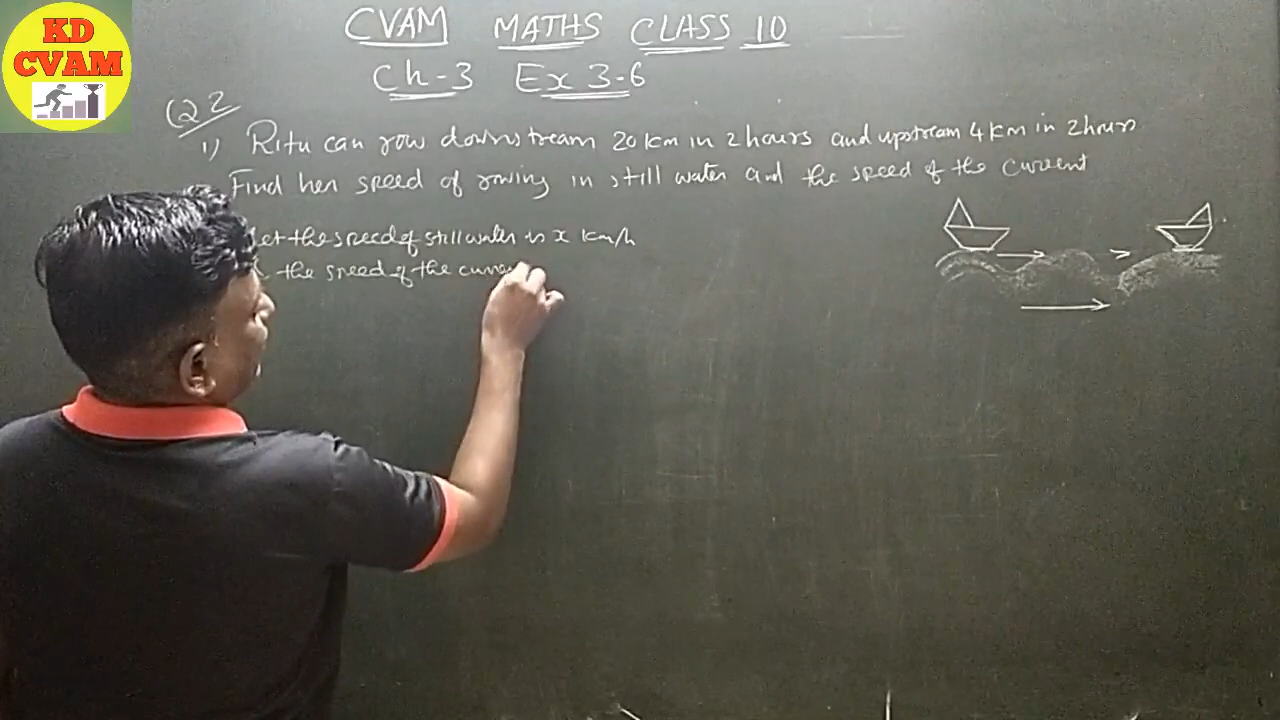 KD
CVAM
CVAM MATHS CLASS 10
Ch-3 Ex 3.6
Q2
1) Ritu can row downstream 20 km in 2 hours and upstream 4 km in 2 hours
Find her speed of rowing in still water and the speed of the current
Let the speed of still water is x km/h
the speed of the